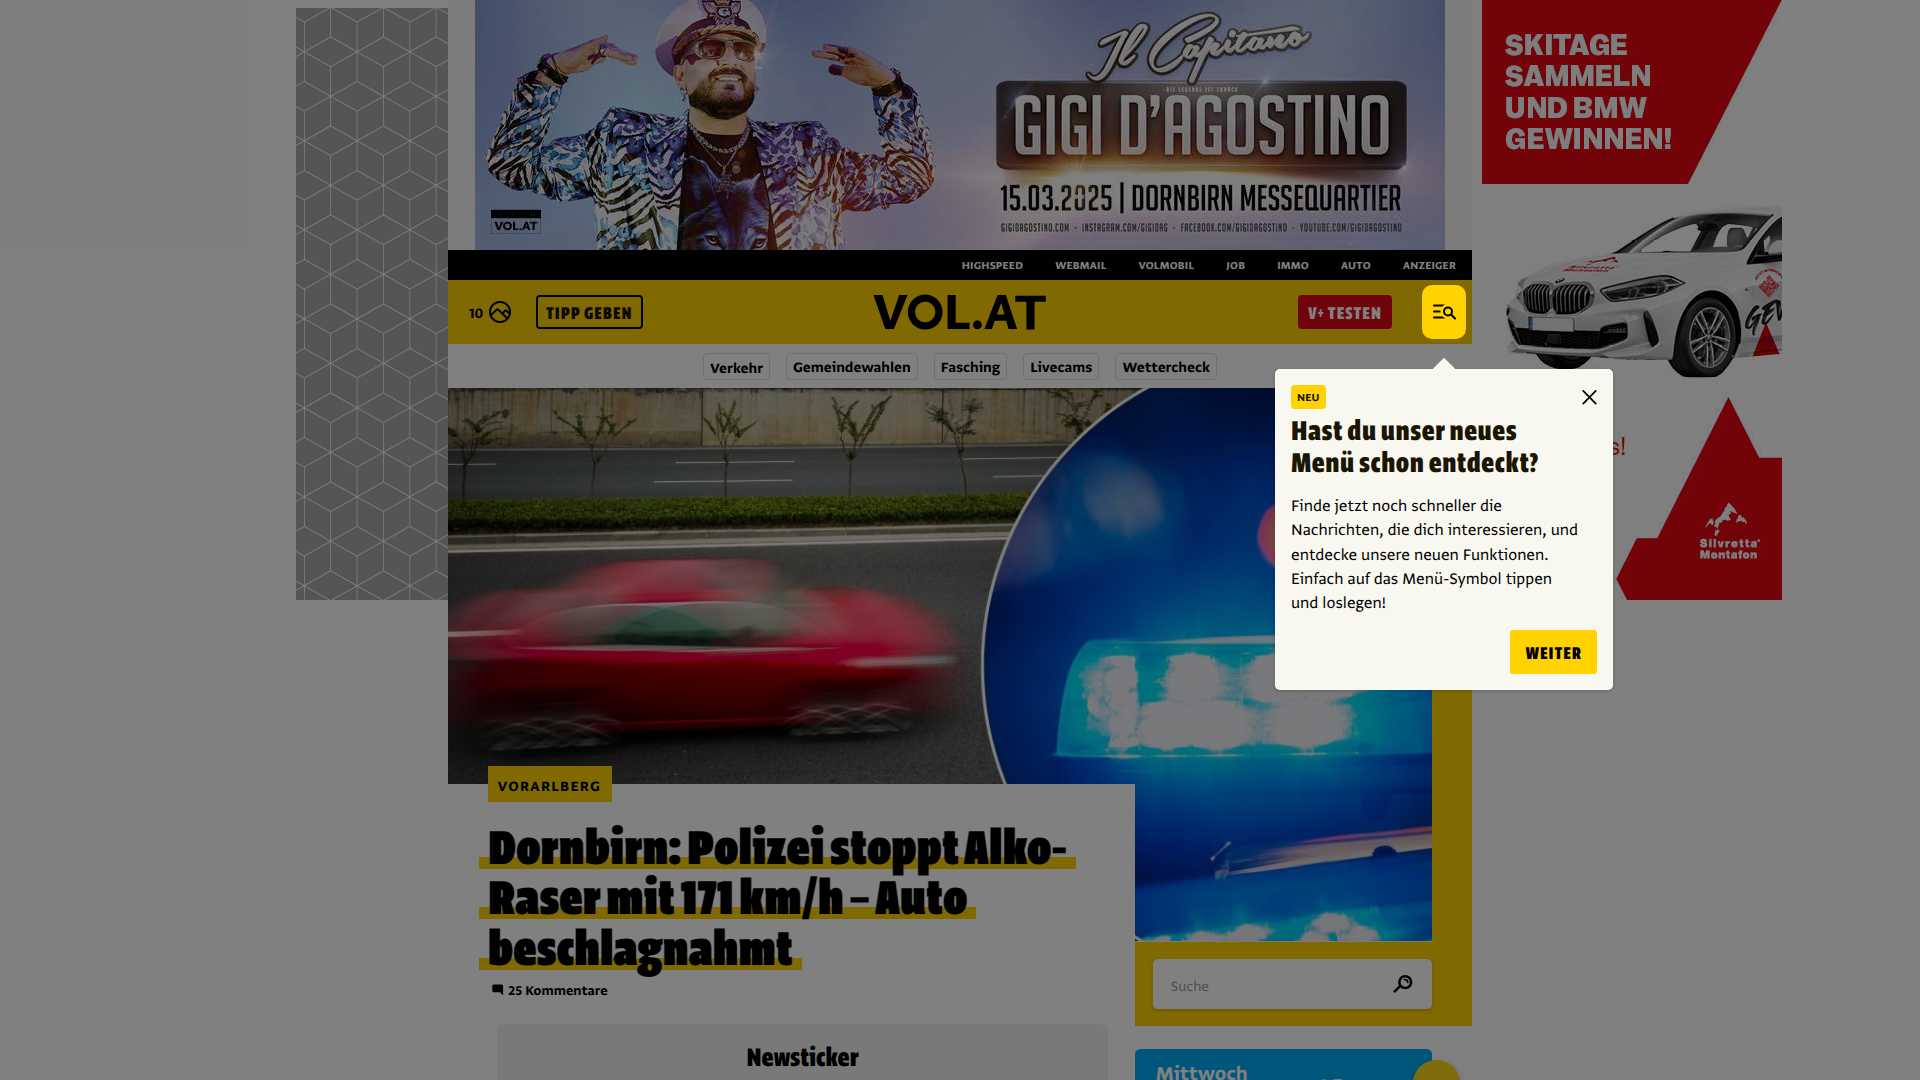 Il Capitano
DIE LEGENDE IST ZURÜCK
GIGI D'AGOSTINO
15.03.2025 | DORNBIRN MESSEQUARTIER
GIGIDAGOSTINO.COM - INSTAGRAM.COM/GIGIDAG - FACEBOOK.COM/GIGIDAGOSTINO - YOUTUBE.COM/GIGIDAGOSTINO
VOL.AT
SKITAGE
SAMMELN
UND BMW
GEWINNEN!
HIGHSPEED WEBMAIL VOLMOBIL JOB IMMO AUTO ANZEIGER
10
TIPP GEBEN
VOL.AT
V+ TESTEN
Verkehr Gemeindewahlen Fasching Livecams Wettercheck
NEU
Hast du unser neues
Menü schon entdeckt?
Finde jetzt noch schneller die
Nachrichten, die dich interessieren, und
entdecke unsere neuen Funktionen.
Einfach auf das Menü-Symbol tippen
und loslegen!
WEITER
s!
Silvretta
Montafon
VORARLBERG
Dornbirn: Polizei stoppt Alko-
Raser mit 171 km/h – Auto
beschlagnahmt
25 Kommentare
Suche
Newsticker
Mittwoch